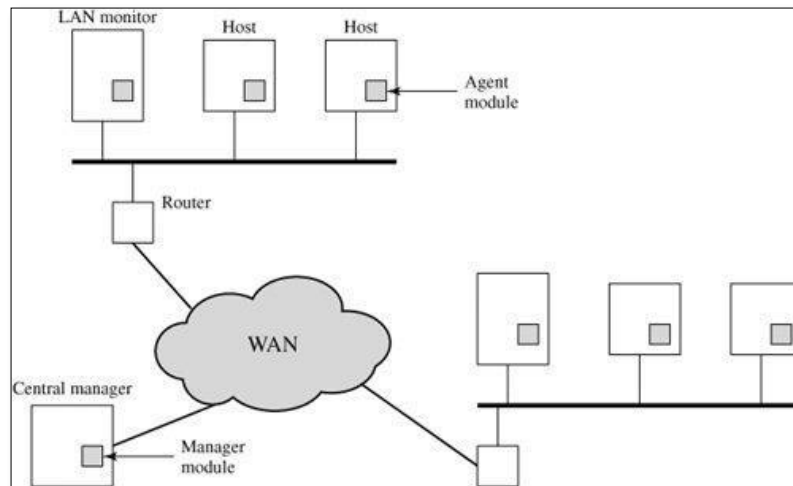 LAN monitor
Host
Host
Agent
module
Router
WAN
Central manager
Manager
module